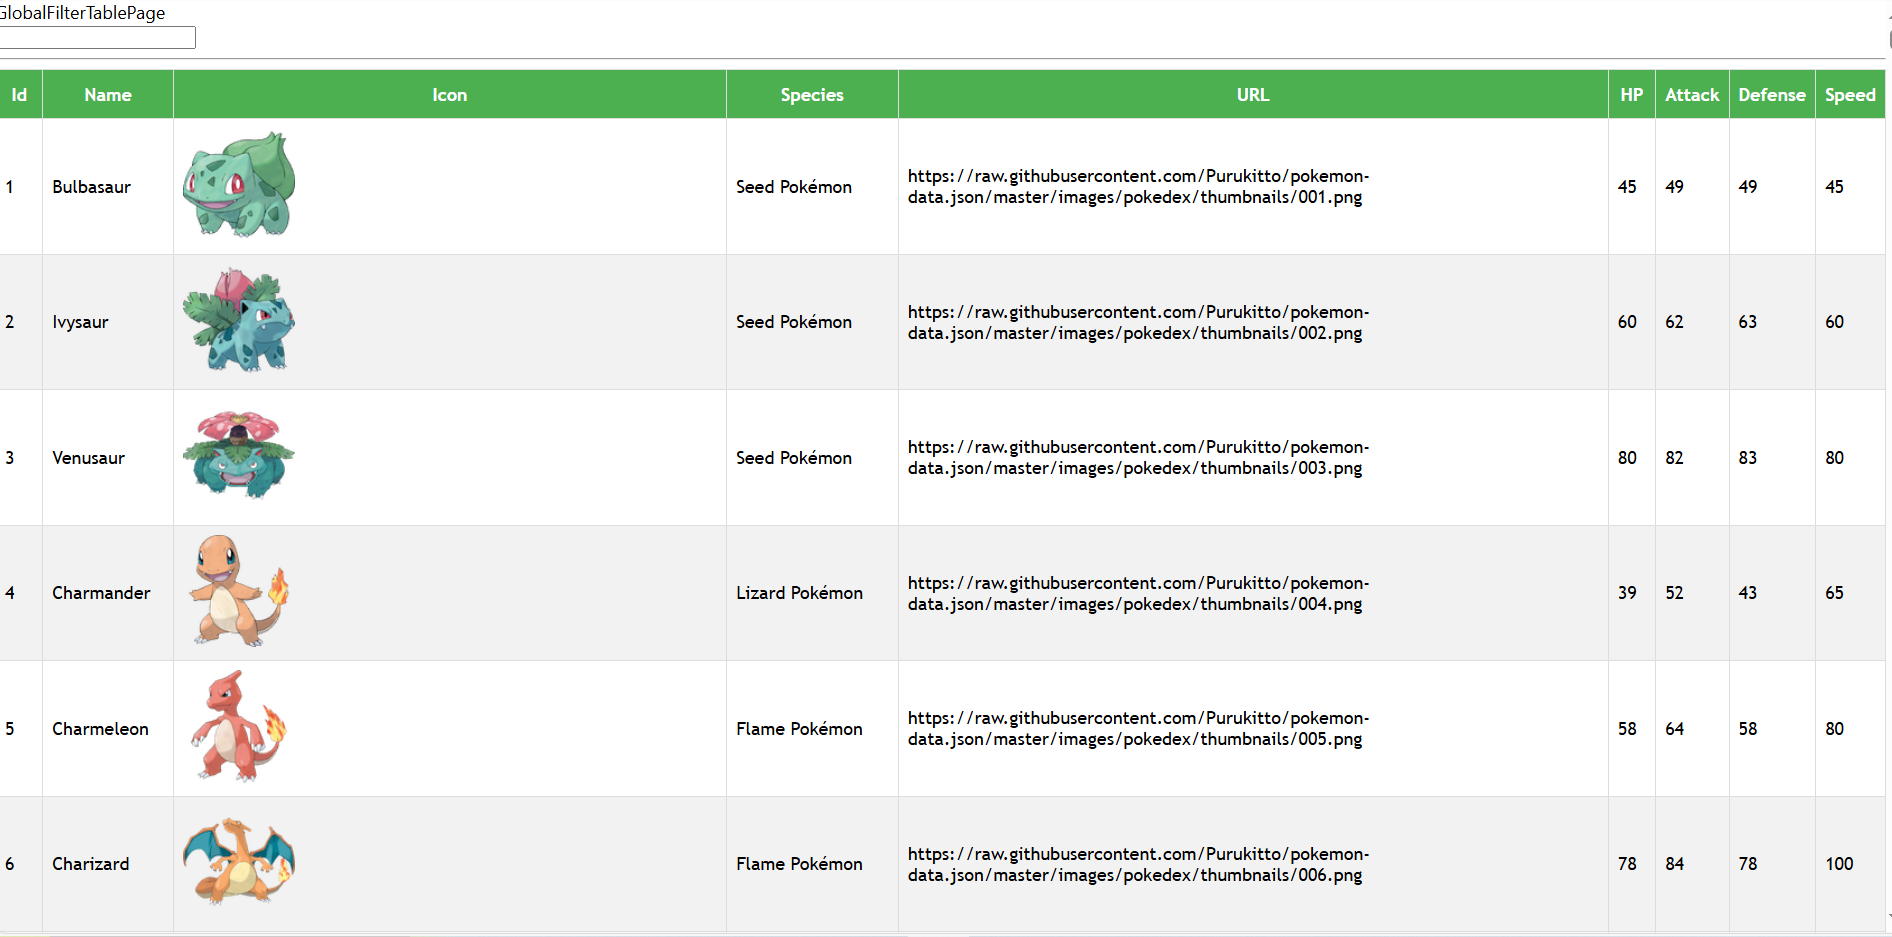 GlobalFilterTablePage
Id Name Icon Species URL HP Attack Defense Speed
1 Bulbasaur Seed Pokémon https://raw.githubusercontent.com/Purukitto/pokemon- 45 49 49 45
data.json/master/images/pokedex/thumbnails/001.png
2 Ivysaur Seed Pokémon https://raw.githubusercontent.com/Purukitto/pokemon- 60 62 63 60
data.json/master/images/pokedex/thumbnails/002.png
3 Venusaur Seed Pokémon https://raw.githubusercontent.com/Purukitto/pokemon- 80 82 83 80
data.json/master/images/pokedex/thumbnails/003.png
4 Charmander Lizard Pokémon https://raw.githubusercontent.com/Purukitto/pokemon- 39 52 43 65
data.json/master/images/pokedex/thumbnails/004.png
5 Charmeleon Flame Pokémon https://raw.githubusercontent.com/Purukitto/pokemon- 58 64 58 80
data.json/master/images/pokedex/thumbnails/005.png
6 Charizard Flame Pokémon https://raw.githubusercontent.com/Purukitto/pokemon- 78 84 78 100
data.json/master/images/pokedex/thumbnails/006.png